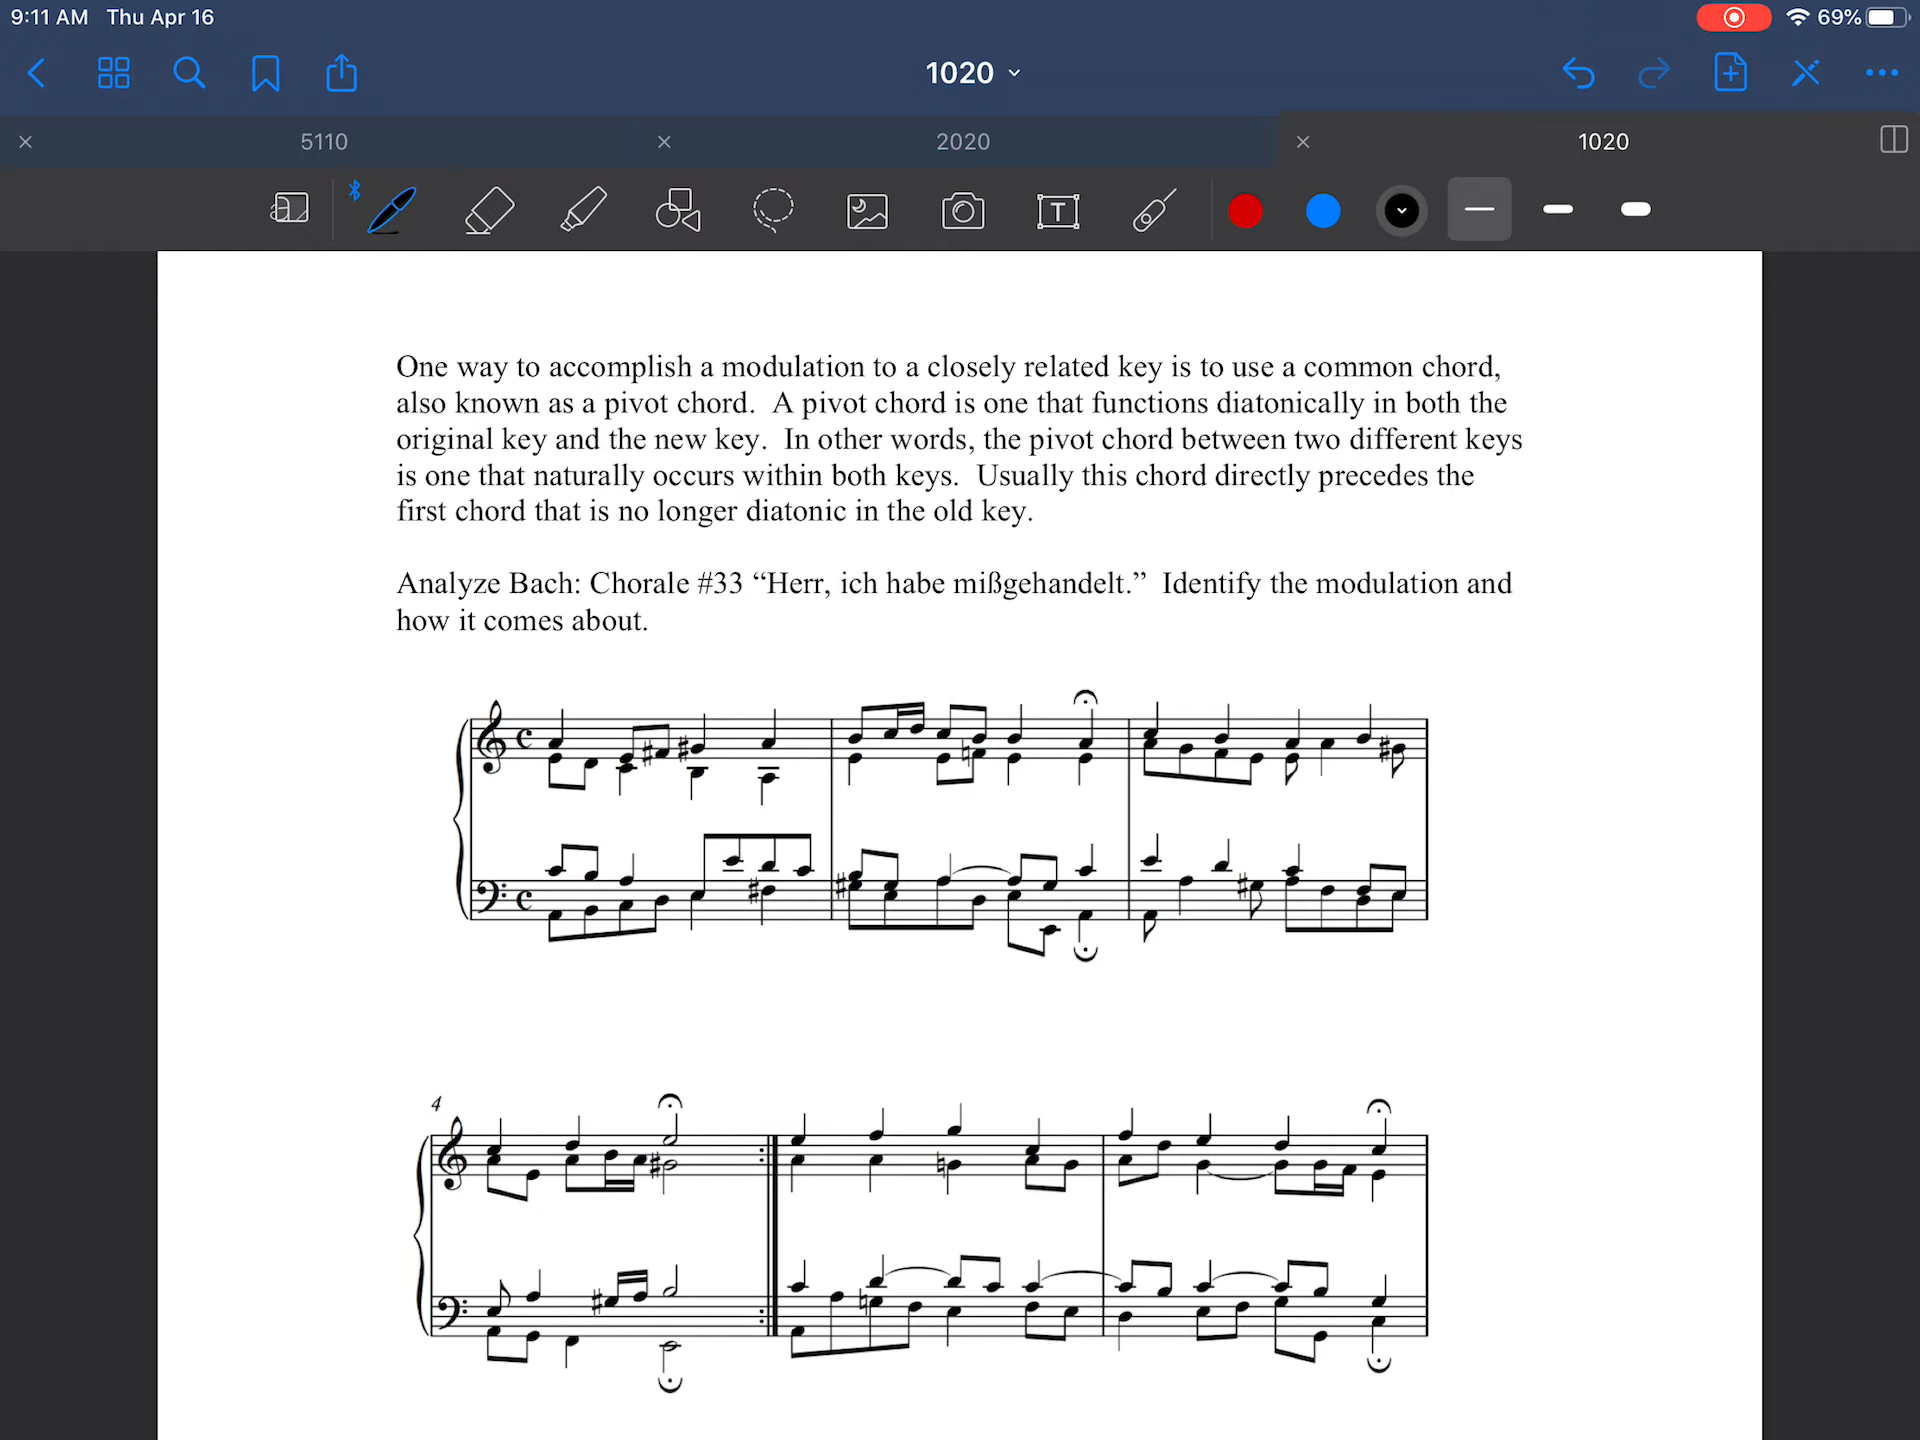 9:11 AM Thu Apr 16
69%
1020
5110
2020
1020
One way to accomplish a modulation to a closely related key is to use a common chord,
also known as a pivot chord.  A pivot chord is one that functions diatonically in both the
original key and the new key.  In other words, the pivot chord between two different keys
is one that naturally occurs within both keys.  Usually this chord directly precedes the
first chord that is no longer diatonic in the old key.
Analyze Bach: Chorale #33 “Herr, ich habe mißgehandelt.”  Identify the modulation and
how it comes about.
4